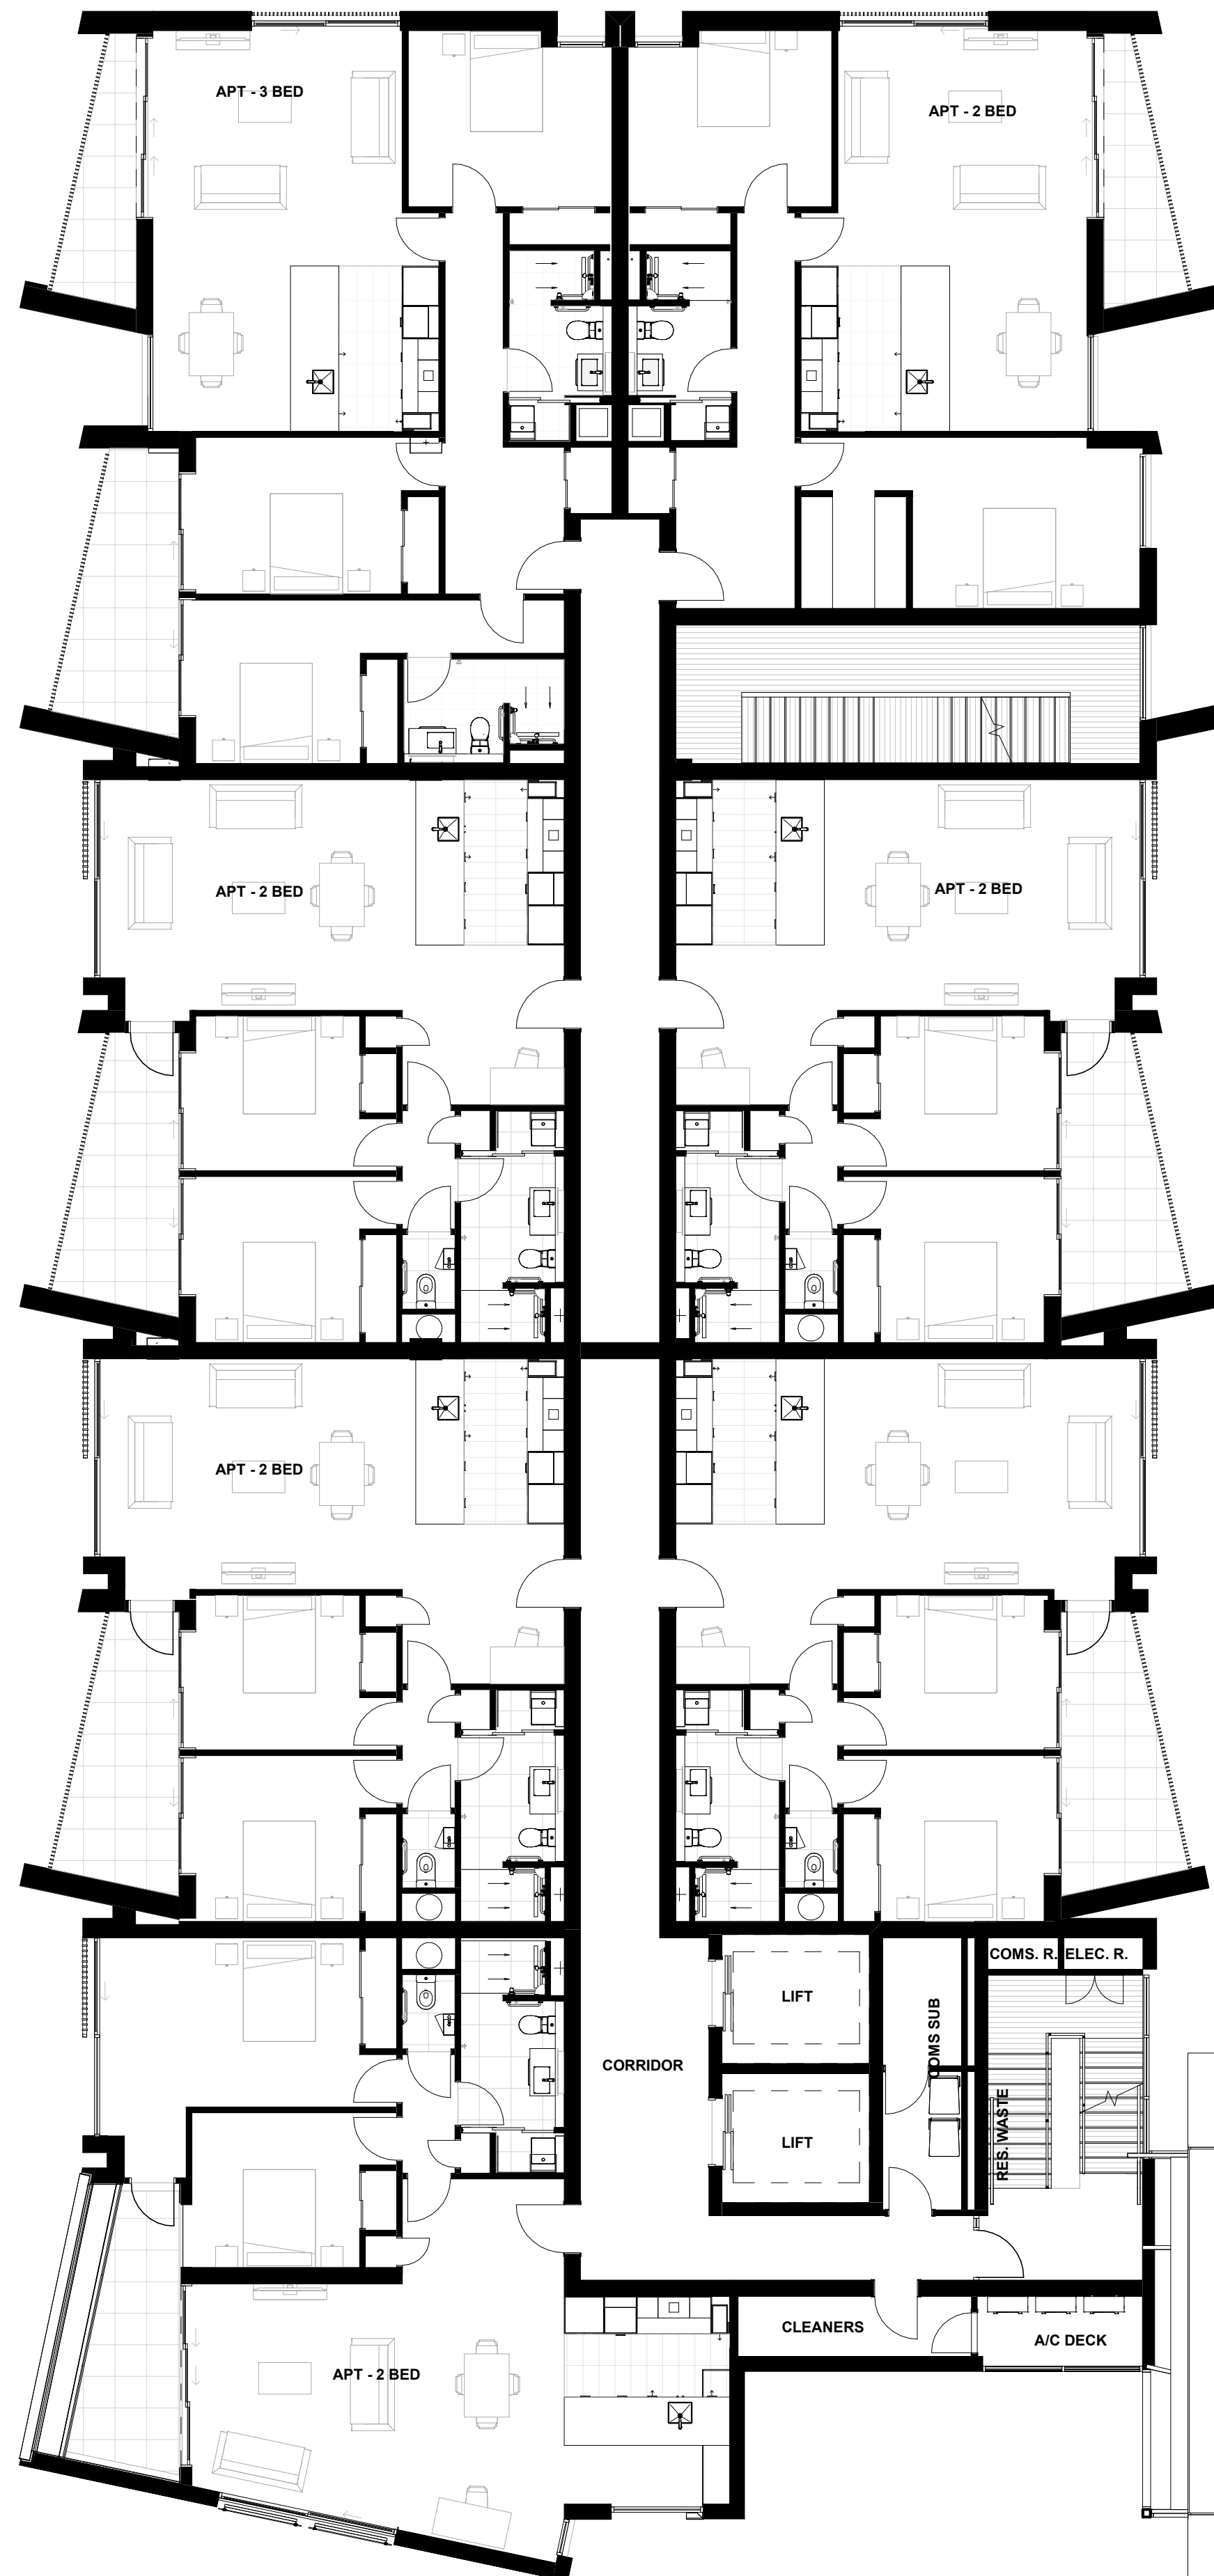 APT - 3 BED
APT - 2 BED
APT - 2 BED
APT - 2 BED
APT - 2 BED
COMS. R.
ELEC. R.
LIFT
COMS SUB
CORRIDOR
RES. WASTE
LIFT
CLEANERS
A/C DECK
APT - 2 BED